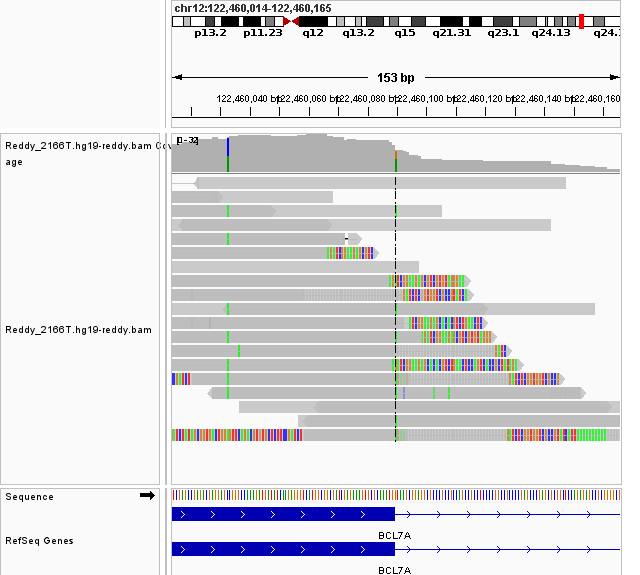 chr12:122,460,014-122,460,165
p13.2 p11.23 q12 q13.2 q15 q21.31 q23.1 q24.13 q24.
153 bp
122,460,040 bp 122,460,060 bp 122,460,080 bp 122,460,100 bp 122,460,120 bp 122,460,140 bp 122,460,160
[0-32]
Reddy_2166T.hg19-reddy.bam Cov
age
Reddy_2166T.hg19-reddy.bam
Sequence
BCL7A
RefSeq Genes
BCL7A